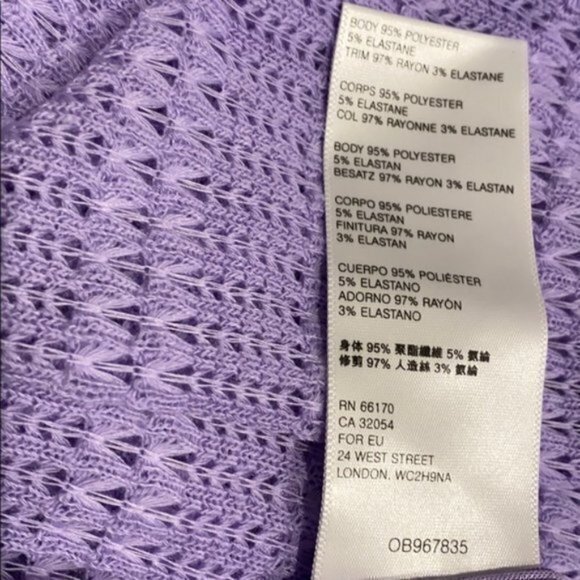 BODY 95% POLYESTER
5% ELASTANE
TRIM 97% RAYON 3% ELASTANE
CORPS 95% POLYESTER
5% ELASTANE
COL 97% RAYONNE 3% ELASTANE
BODY 95% POLYESTER
5% ELASTAN
BESATZ 97% RAYON 3% ELASTAN
CORPO 95% POLIESTERE
5% ELASTAN
FINITURA 97% RAYON
3% ELASTAN
CUERPO 95% POLIÉSTER
5% ELASTANO
ADORNO 97% RAYÓN
3% ELASTANO
身体 95% 聚酯纖維 5% 氨綸
修剪 97% 人造絲 3% 氨綸
RN 66170
CA 32054
FOR EU
24 WEST STREET
LONDON, WC2H9NA
OB967835